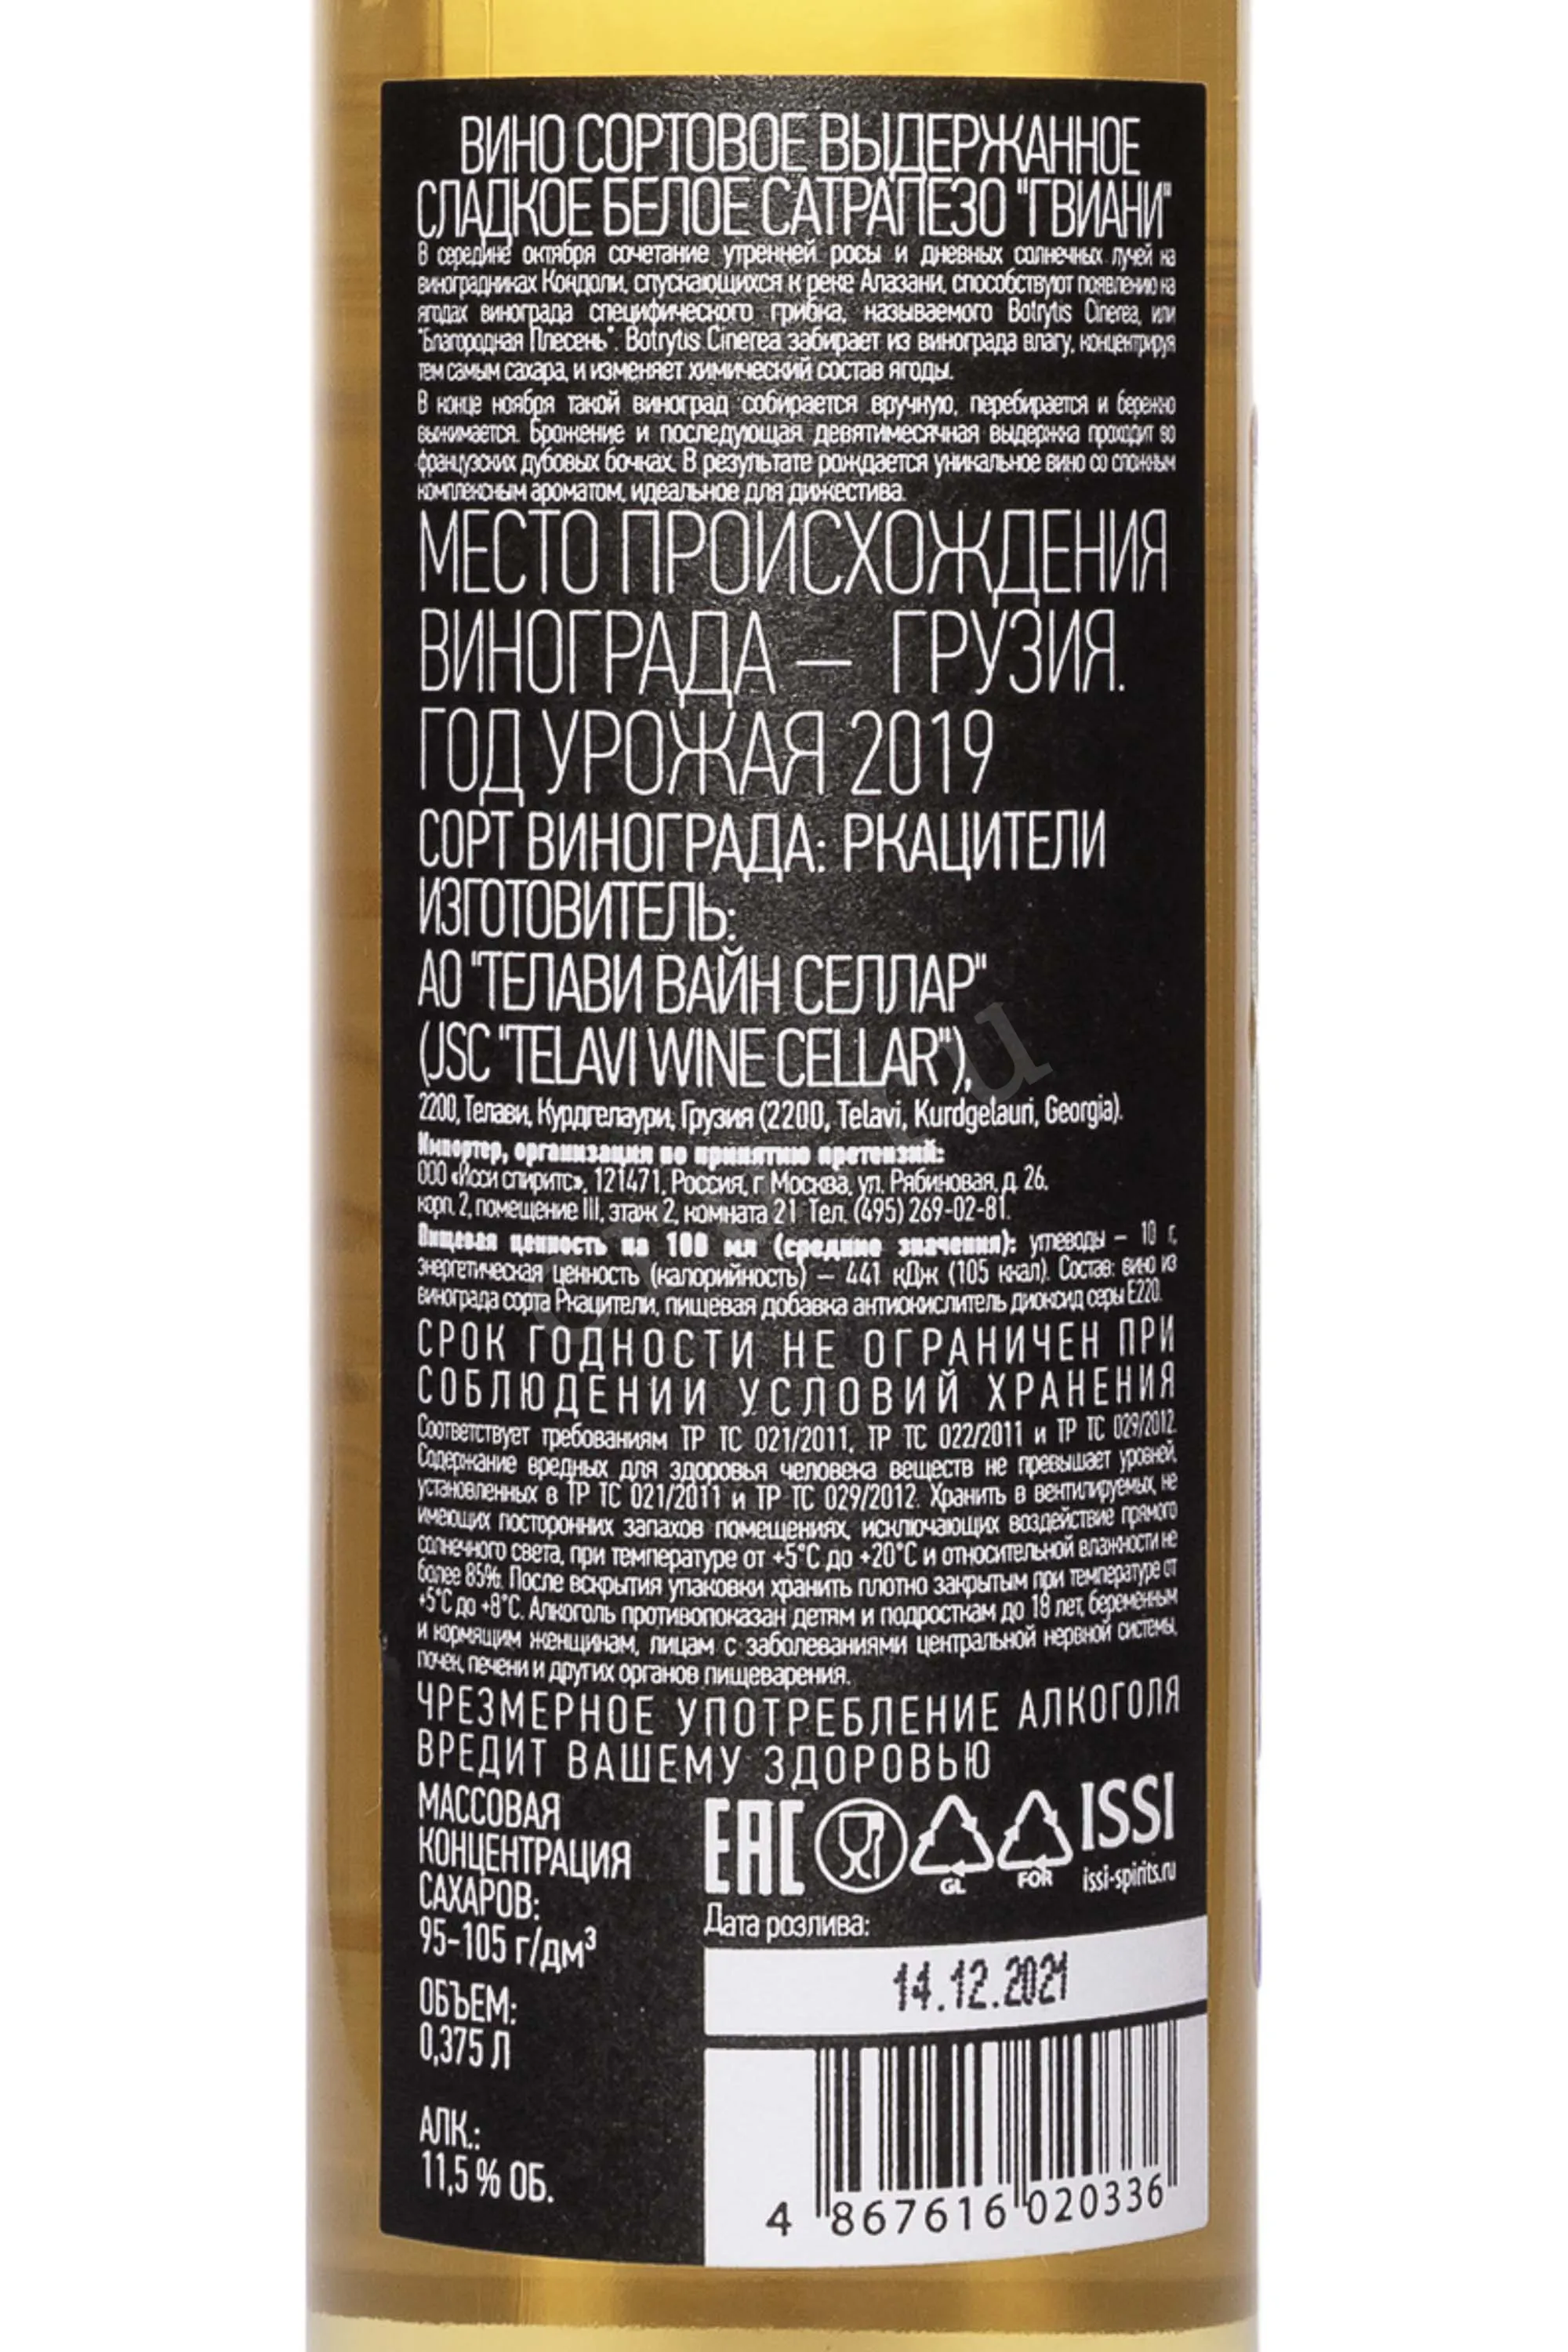 ВИНО СОРТОВОЕ ВЫДЕРЖАННОЕ
СЛАДКОЕ БЕЛОЕ САТРАПЕЗО "ГВИАНИ"
В середине октября сочетание утренней росы и дневных солнечных лучей на
виноградниках Кондоли, спускающихся к реке Алазани, способствуют появлению на
ягодах винограда специфического грибка, называемого Botrytis Cinerea, или
"Благородная Плесень". Botrytis Cinerea забирает из винограда влагу, концентрируя
тем самым сахара, и изменяет химический состав ягоды.
В конце ноября такой виноград собирается вручную, перебирается и бережно
выжимается. Брожение и последующая девятимесячная выдержка проходит во
французских дубовых бочках. В результате рождается уникальное вино со сложным
комплексным ароматом, идеальное для дижестива.
МЕСТО ПРОИСХОЖДЕНИЯ
ВИНОГРАДА — ГРУЗИЯ.
ГОД УРОЖАЯ 2019
СОРТ ВИНОГРАДА: РКАЦИТЕЛИ
ИЗГОТОВИТЕЛЬ:
АО "ТЕЛАВИ ВАЙН СЕЛЛАР"
(JSC "TELAVI WINE CELLAR"),
2200, Телави, Курдгелаури, Грузия (2200, Telavi, Kurdgelauri, Georgia).
Импортер, организация по принятию претензий:
ООО «Исси спиритс», 121471, Россия, г. Москва, ул. Рябиновая, д. 26,
корп. 2, помещение III, этаж 2, комната 21 Тел. (495) 269-02-81.
Пищевая ценность на 100 мл (средние значения): углеводы – 10 г,
энергетическая ценность (калорийность) – 441 кДж (105 ккал). Состав: вино из
винограда сорта Ркацители, пищевая добавка антиокислитель диоксид серы Е220.
СРОК ГОДНОСТИ НЕ ОГРАНИЧЕН ПРИ
СОБЛЮДЕНИИ УСЛОВИЙ ХРАНЕНИЯ
Соответствует требованиям ТР ТС 021/2011, ТР ТС 022/2011 и ТР ТС 029/2012.
Содержание вредных для здоровья человека веществ не превышает уровней,
установленных в ТР ТС 021/2011 и ТР ТС 029/2012. Хранить в вентилируемых, не
имеющих посторонних запахов помещениях, исключающих воздействие прямого
солнечного света, при температуре от +5°С до +20°С и относительной влажности не
более 85%. После вскрытия упаковки хранить плотно закрытым при температуре от
+5°С до +8°С. Алкоголь противопоказан детям и подросткам до 18 лет, беременным
и кормящим женщинам, лицам с заболеваниями центральной нервной системы,
почек, печени и других органов пищеварения.
ЧРЕЗМЕРНОЕ УПОТРЕБЛЕНИЕ АЛКОГОЛЯ
ВРЕДИТ ВАШЕМУ ЗДОРОВЬЮ
МАССОВАЯ
КОНЦЕНТРАЦИЯ
САХАРОВ:
95-105 г/дм³
ОБЪЕМ:
0,375 Л
АЛК.:
11,5 % ОБ.
EAC
GL
FOR
ISSI
issi-spirits.ru
Дата розлива:
14.12.2021
4 867616 020336